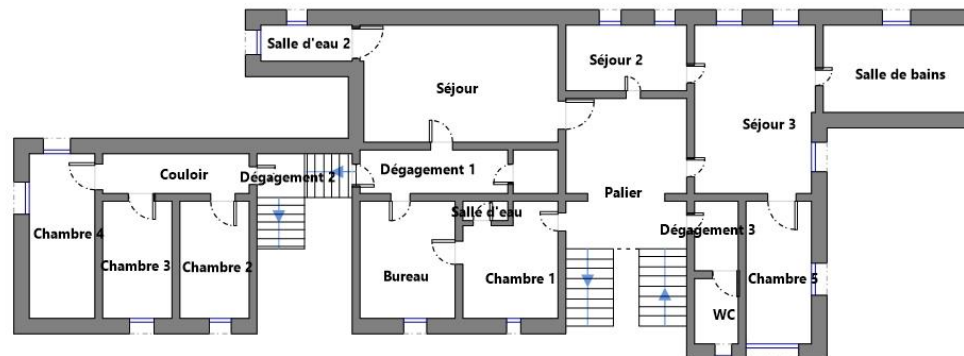 Salle d'eau 2
Séjour 2
Séjour
Salle de bains
Séjour 3
Dégagement 1
Couloir
Dégagement 2
Palier
Salle d'eau
Dégagement 3
Chambre 4
Chambre 3
Chambre 2
Bureau
Chambre 1
Chambre 5
WC